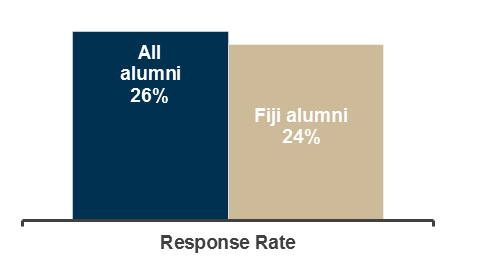 All
alumni
26%
Fiji alumni
24%
Response Rate